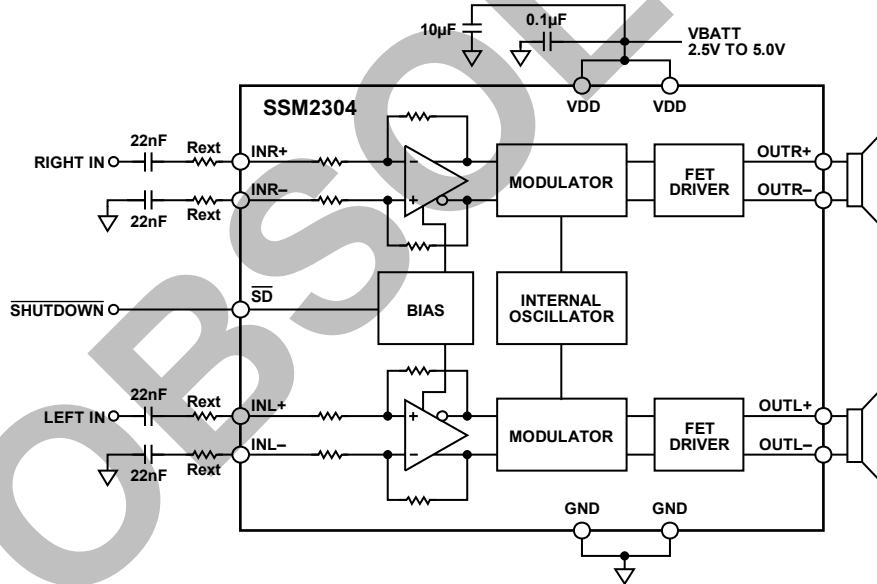 10µF
0.1µF
VBATT
2.5V TO 5.0V
VDD
VDD
SSM2304
22nF
Rext
INR+
RIGHT IN
INR–
22nF
Rext
MODULATOR
FET
DRIVER
OUTR+
OUTR–
SHUTDOWN
SD
BIAS
INTERNAL
OSCILLATOR
22nF
Rext
INL+
LEFT IN
INL–
22nF
Rext
MODULATOR
FET
DRIVER
OUTL+
OUTL–
GND
GND
OBSOL